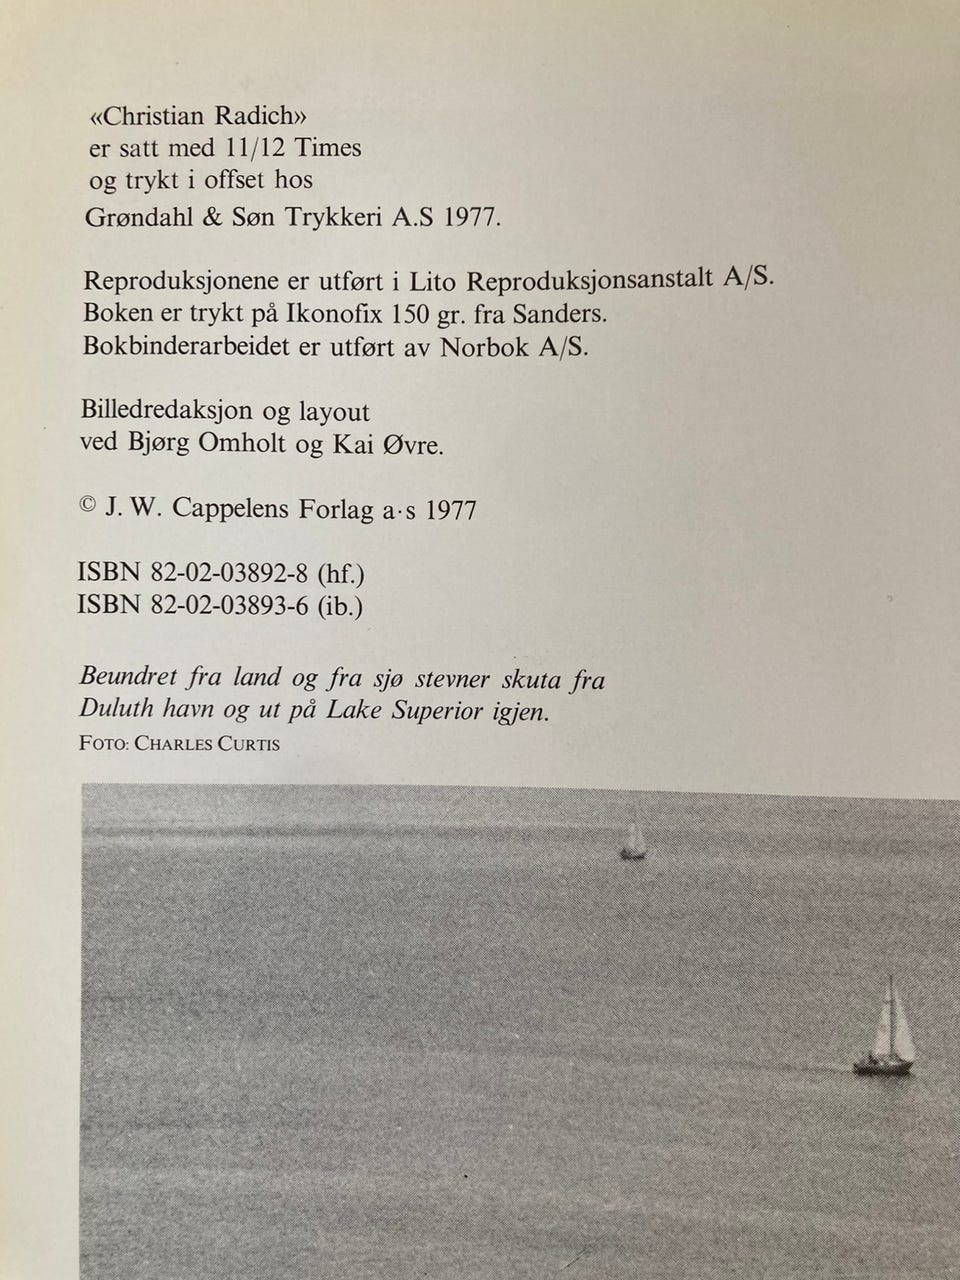 «Christian Radich»
er satt med 11/12 Times
og trykt i offset hos
Grøndahl & Søn Trykkeri A.S 1977.
Reproduksjonene er utført i Lito Reproduksjonsanstalt A/S.
Boken er trykt på Ikonofix 150 gr. fra Sanders.
Bokbinderarbeidet er utført av Norbok A/S.
Billedredaksjon og layout
ved Bjørg Omholt og Kai Øvre.
© J. W. Cappelens Forlag a·s 1977
ISBN 82-02-03892-8 (hf.)
ISBN 82-02-03893-6 (ib.)
Beundret fra land og fra sjø stevner skuta fra
Duluth havn og ut på Lake Superior igjen.
FOTO: CHARLES CURTIS